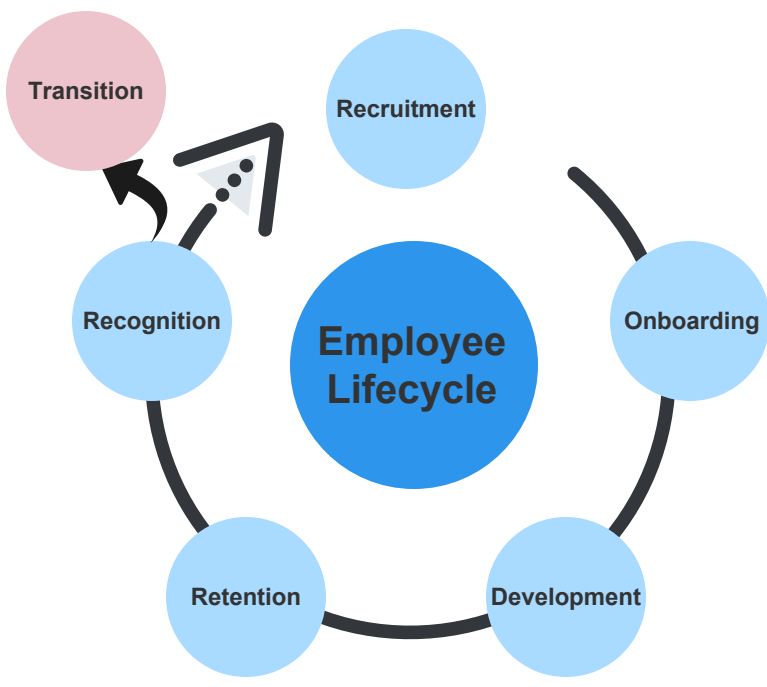 Transition
Recruitment
Recognition
Onboarding
Employee
Lifecycle
Retention
Development